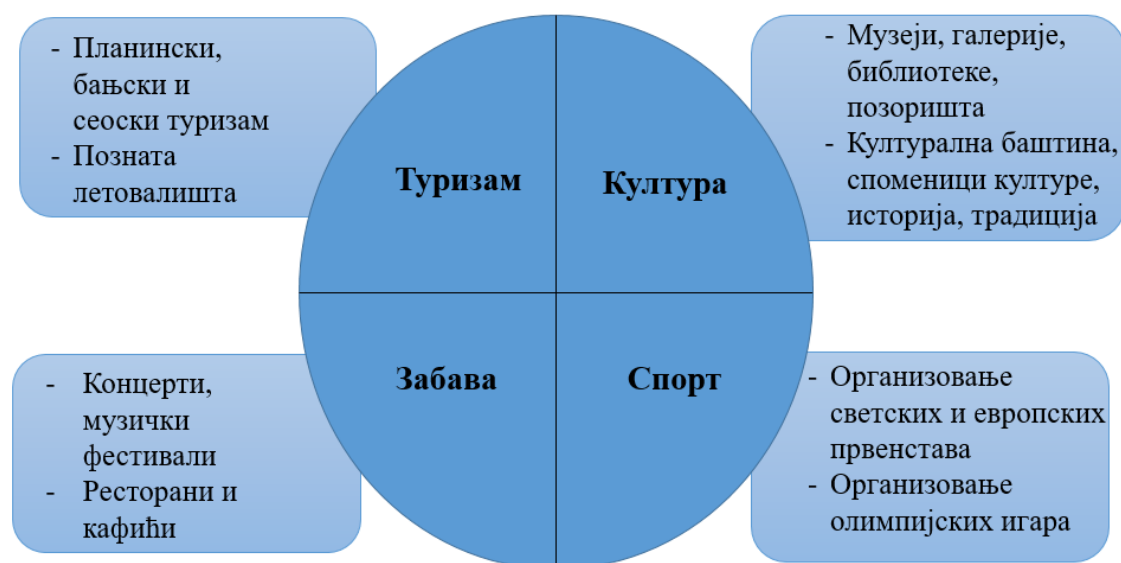 - Планински,
бањски и
сеоски туризам
- Позната
летовалишта
Туризам
Култура
- Музеји, галерије,
библиотеке,
позоришта
- Културална баштина,
споменици културе,
историја, традиција
- Концерти,
музички
фестивали
- Ресторани и
кафићи
Забава
Спорт
- Организовање
светских и европских
првенстава
- Организовање
олимпијских игара